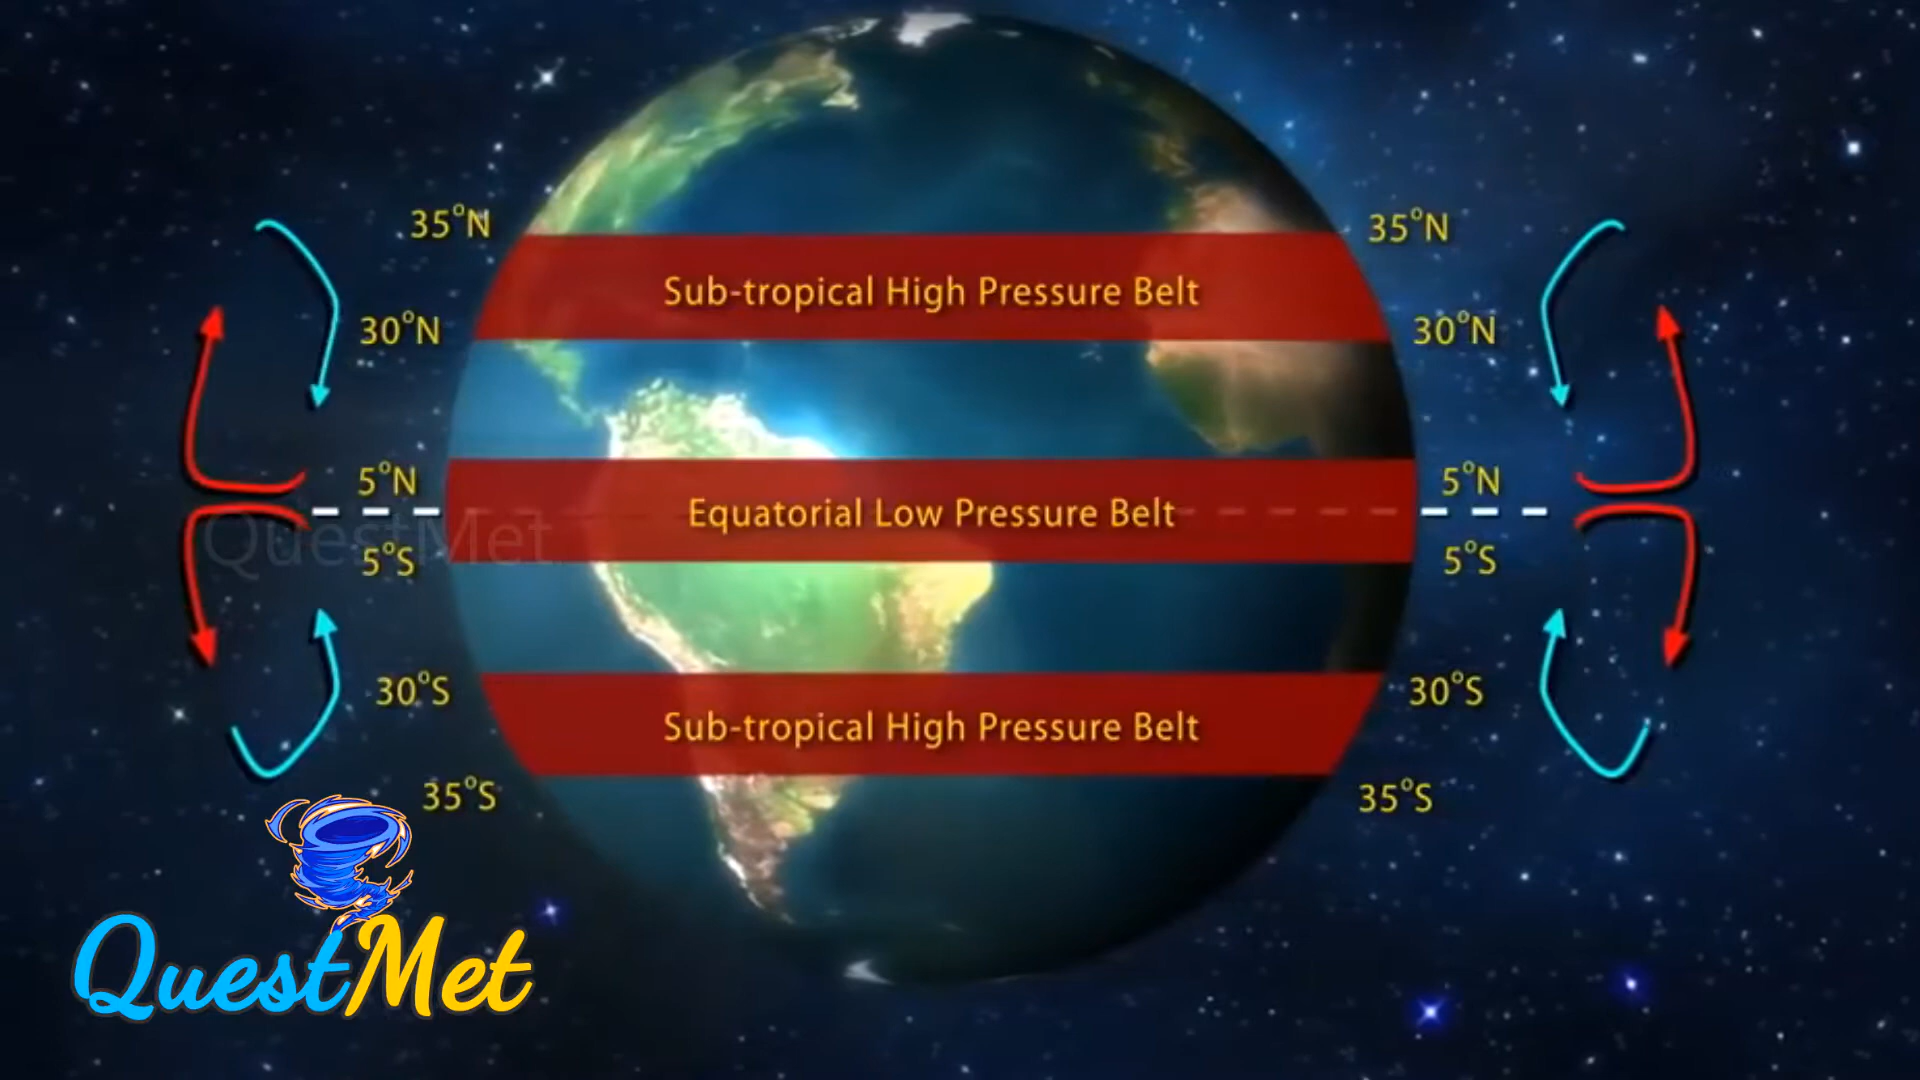 35°N
35°N
Sub-tropical High Pressure Belt
30°N
30°N
5°N
5°N
Equatorial Low Pressure Belt
QuestMet
5°S
5°S
30°S
30°S
Sub-tropical High Pressure Belt
35°S
35°S
QuestMet